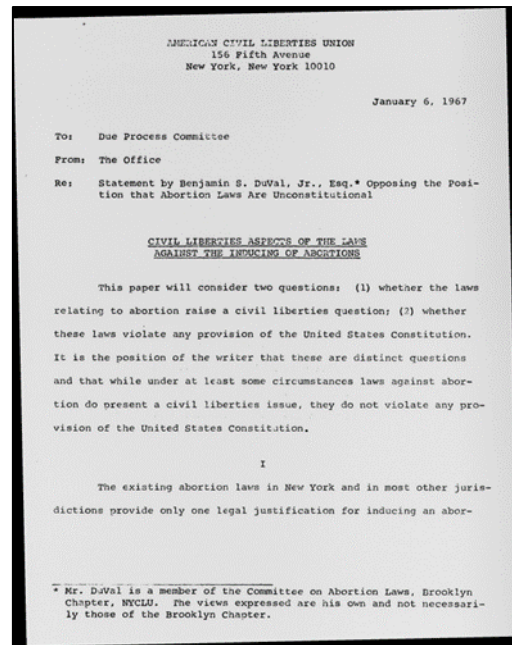 AMERICAN CIVIL LIBERTIES UNION
156 Fifth Avenue
New York, New York 10010
January 6, 1967
To: Due Process Committee
From: The Office
Re: Statement by Benjamin S. DuVal, Jr., Esq.* Opposing the Posi-
tion that Abortion Laws Are Unconstitutional
CIVIL LIBERTIES ASPECTS OF THE LAWS
AGAINST THE INDUCING OF ABORTIONS
This paper will consider two questions: (1) whether the laws
relating to abortion raise a civil liberties question; (2) whether
these laws violate any provision of the United States Constitution.
It is the position of the writer that these are distinct questions
and that while under at least some circumstances laws against abor-
tion do present a civil liberties issue, they do not violate any pro-
vision of the United States Constitution.
I
The existing abortion laws in New York and in most other juris-
dictions provide only one legal justification for inducing an abor-
* Mr. DuVal is a member of the Committee on Abortion Laws, Brooklyn
Chapter, NYCLU. The views expressed are his own and not necessari-
ly those of the Brooklyn Chapter.